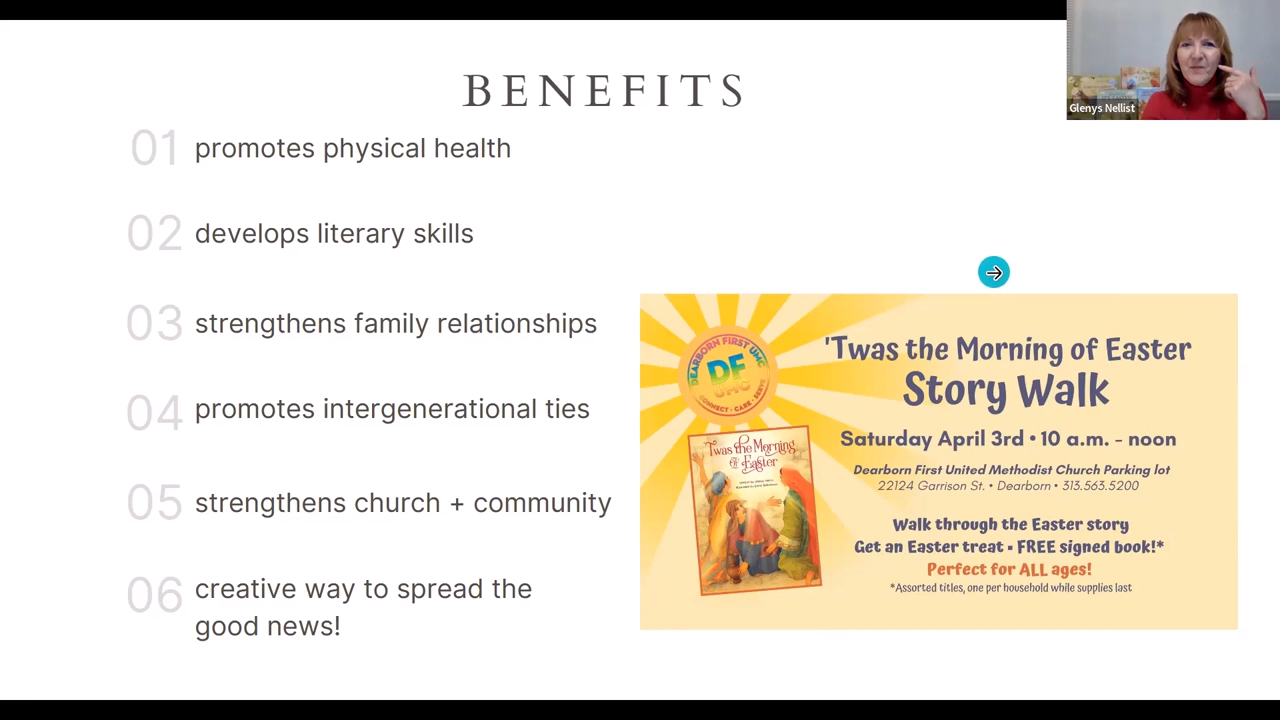 BENEFITS
Glenys Nellist
01 promotes physical health
02 develops literary skills
03 strengthens family relationships
04 promotes intergenerational ties
05 strengthens church + community
06 creative way to spread the
good news!
DEARBORN FIRST UMC
DF
UMC
CONNECT • CARE • SERVE
'Twas the Morning
of Easter
'Twas the Morning of Easter
Story Walk
Saturday April 3rd • 10 a.m. - noon
Dearborn First United Methodist Church Parking lot
22124 Garrison St. • Dearborn • 313.563.5200
Walk through the Easter story
Get an Easter treat • FREE signed book!*
Perfect for ALL ages!
*Assorted titles, one per household while supplies last